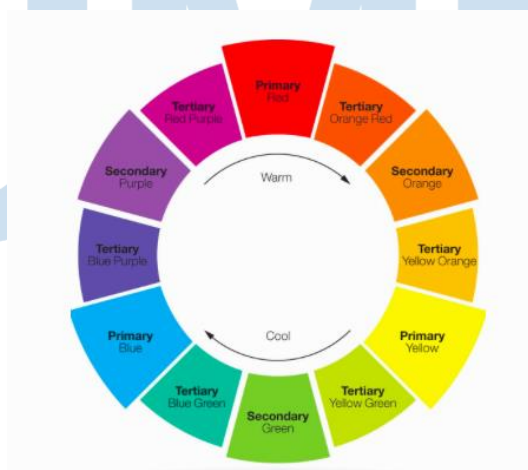 Primary
Red
Tertiary
Orange Red
Secondary
Orange
Tertiary
Yellow Orange
Primary
Yellow
Tertiary
Yellow Green
Secondary
Green
Tertiary
Blue Green
Primary
Blue
Tertiary
Blue Purple
Secondary
Purple
Tertiary
Red Purple
Warm
Cool